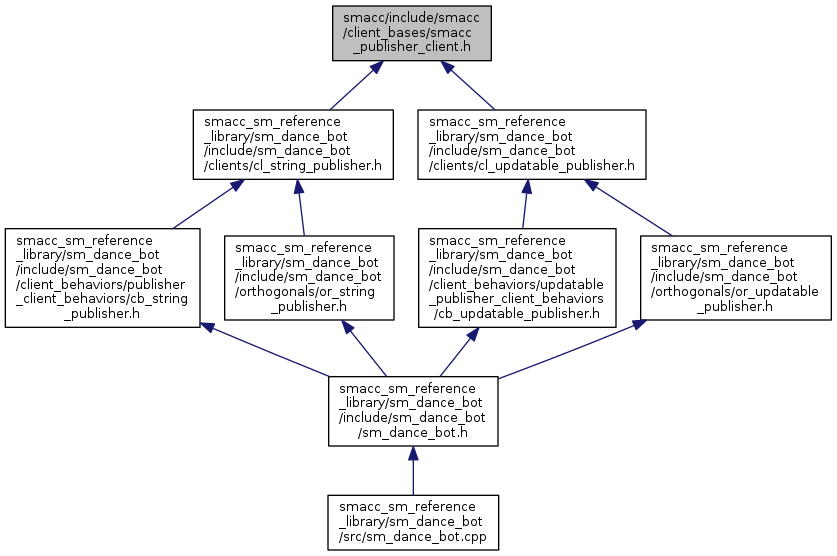 smacc/include/smacc
/client_bases/smacc
_publisher_client.h
smacc_sm_reference
_library/sm_dance_bot
/include/sm_dance_bot
/clients/cl_string_publisher.h
smacc_sm_reference
_library/sm_dance_bot
/include/sm_dance_bot
/clients/cl_updatable_publisher.h
smacc_sm_reference
_library/sm_dance_bot
/include/sm_dance_bot
/client_behaviors/publisher
_client_behaviors/cb_string
_publisher.h
smacc_sm_reference
_library/sm_dance_bot
/include/sm_dance_bot
/orthogonals/or_string
_publisher.h
smacc_sm_reference
_library/sm_dance_bot
/include/sm_dance_bot
/client_behaviors/updatable
_publisher_client_behaviors
/cb_updatable_publisher.h
smacc_sm_reference
_library/sm_dance_bot
/include/sm_dance_bot
/orthogonals/or_updatable
_publisher.h
smacc_sm_reference
_library/sm_dance_bot
/include/sm_dance_bot
/sm_dance_bot.h
smacc_sm_reference
_library/sm_dance_bot
/src/sm_dance_bot.cpp